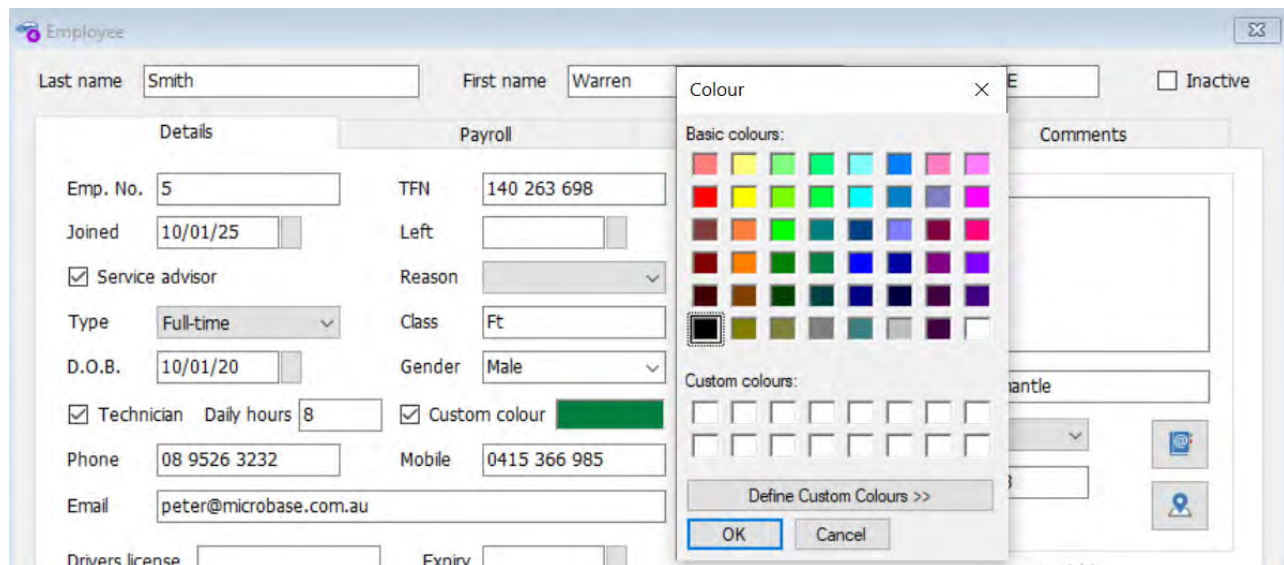 Employee
Last name Smith First name Warren E Inactive
Colour
Details Payroll Comments
Basic colours:
Emp. No. 5 TFN 140 263 698
Joined 10/01/25 Left
Service advisor Reason
Type Full-time Class Ft
D.O.B. 10/01/20 Gender Male
Custom colours:
antle
Technician Daily hours 8 Custom colour
Phone 08 9526 3232 Mobile 0415 366 985
Define Custom Colours >>
Email peter@microbase.com.au
OK Cancel
Drivers license Expiry